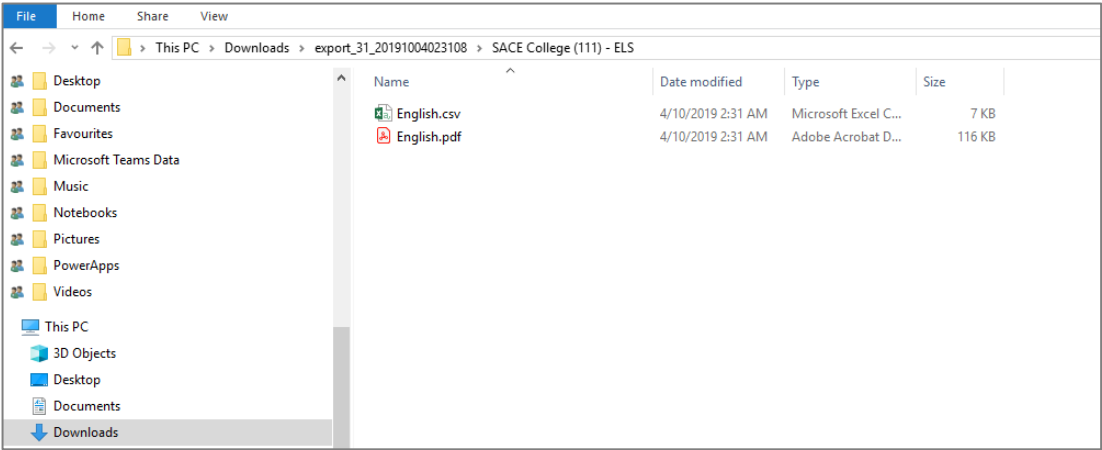 File Home Share View
This PC > Downloads > export_31_20191004023108 > SACE College (111) - ELS
Name Date modified Type Size
English.csv 4/10/2019 2:31 AM Microsoft Excel C... 7 KB
English.pdf 4/10/2019 2:31 AM Adobe Acrobat D... 116 KB
Desktop
Documents
Favourites
Microsoft Teams Data
Music
Notebooks
Pictures
PowerApps
Videos
This PC
3D Objects
Desktop
Documents
Downloads